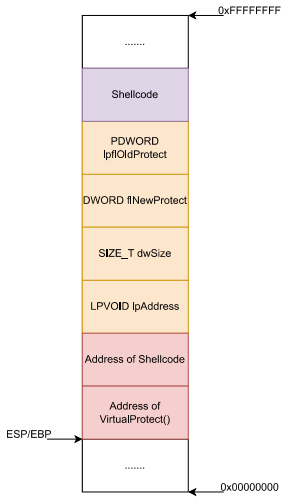 0xFFFFFFFF
.......
Shellcode
PDWORD
lpflOldProtect
DWORD flNewProtect
SIZE_T dwSize
LPVOID lpAddress
Address of Shellcode
Address of
VirtualProtect()
ESP/EBP
.......
0x00000000